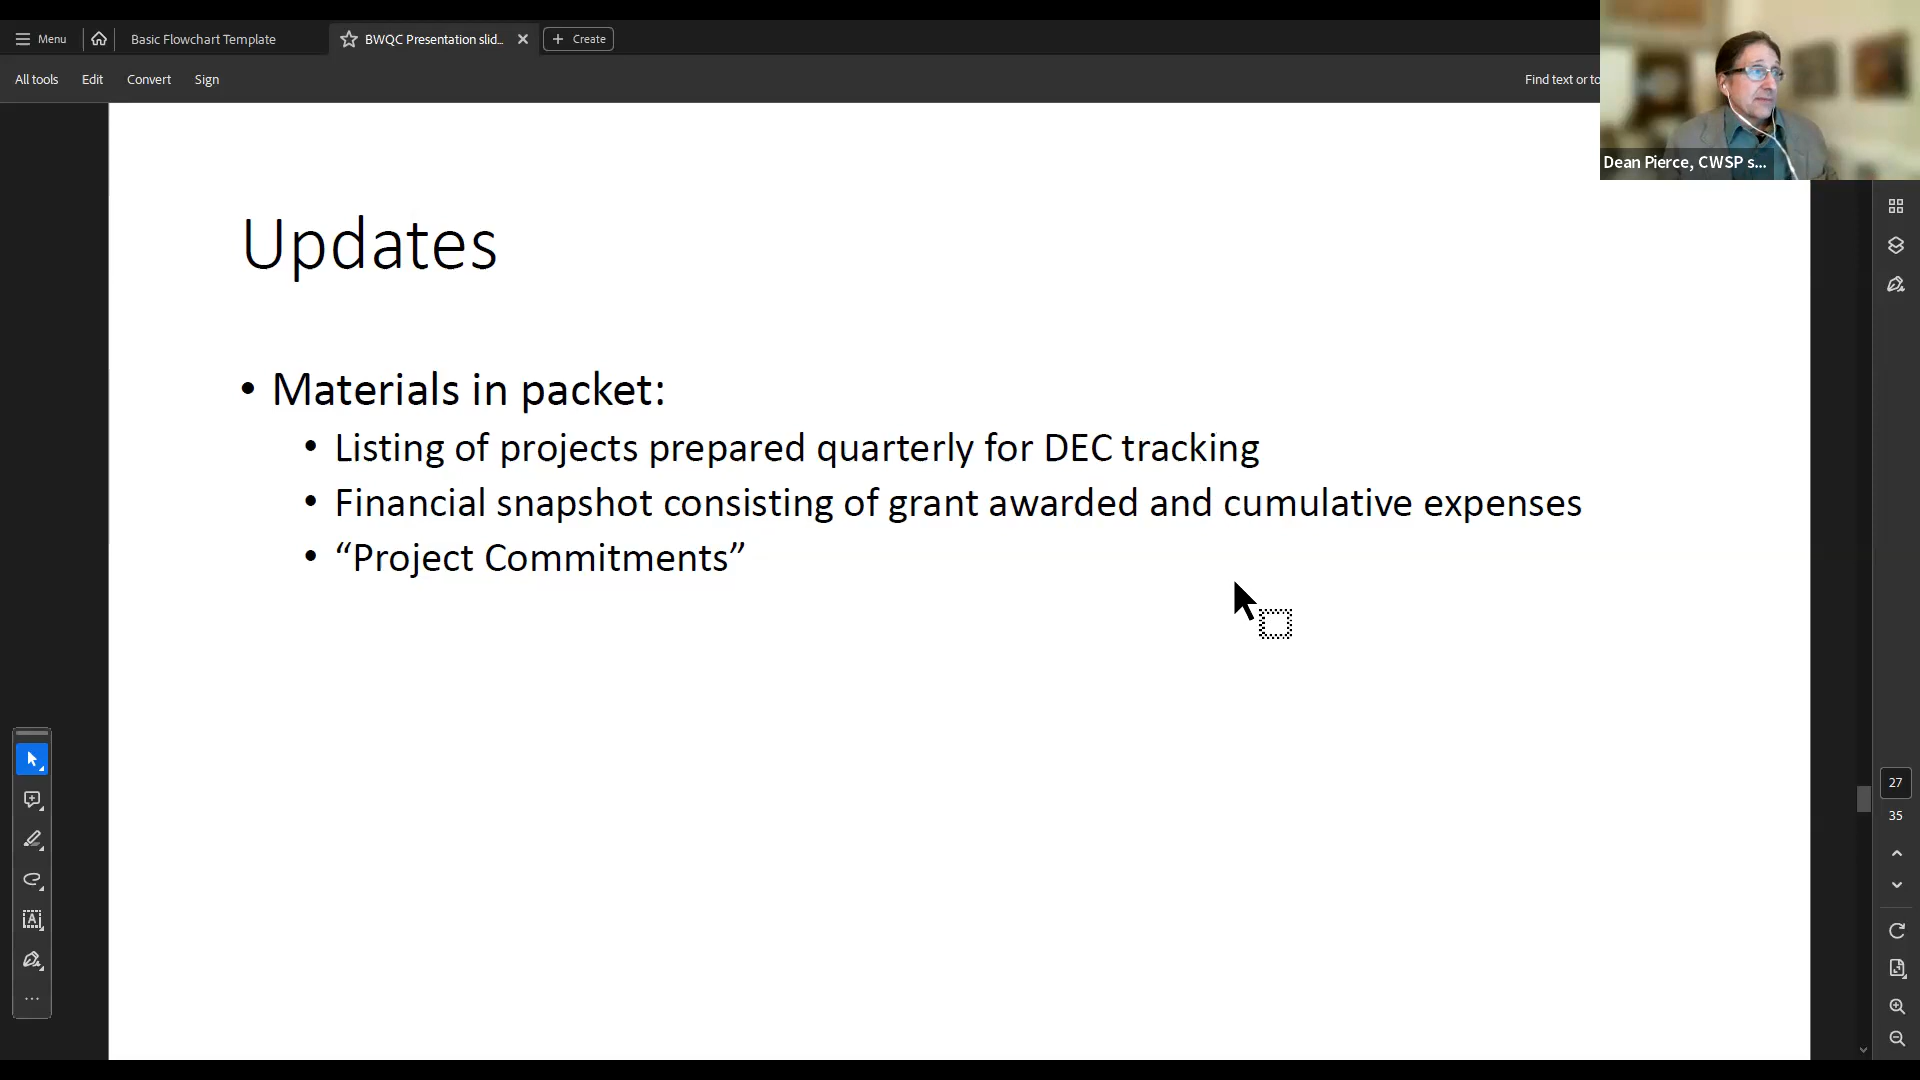 Menu
Basic Flowchart Template
BWQC Presentation slid...
Create
All tools
Edit
Convert
Sign
Find text or to
Dean Pierce, CWSP s...
Updates
• Materials in packet:
• Listing of projects prepared quarterly for DEC tracking
• Financial snapshot consisting of grant awarded and cumulative expenses
• “Project Commitments”
27
35